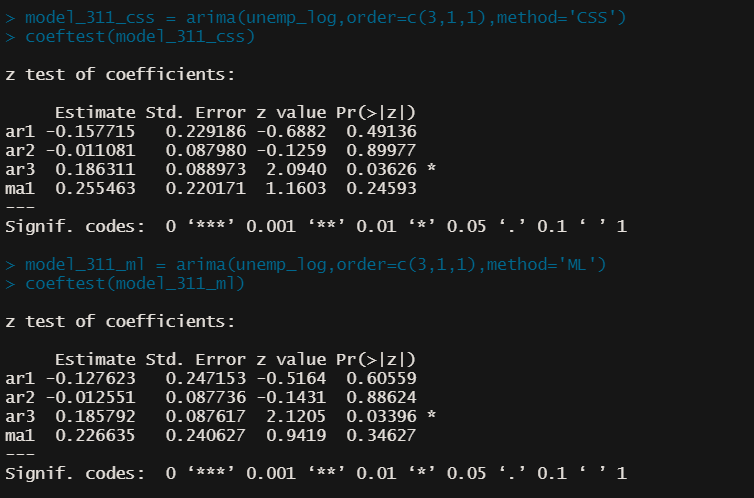 > model_311_css = arima(unemp_log,order=c(3,1,1),method='CSS')
> coeftest(model_311_css)

z test of coefficients:

     Estimate Std. Error z value Pr(>|z|)
ar1 -0.157715   0.229186 -0.6882  0.49136
ar2 -0.011081   0.087980 -0.1259  0.89977
ar3  0.186311   0.088973  2.0940  0.03626 *
ma1  0.255463   0.220171  1.1603  0.24593
---
Signif. codes:  0 ‘***’ 0.001 ‘**’ 0.01 ‘*’ 0.05 ‘.’ 0.1 ‘ ’ 1

> model_311_ml = arima(unemp_log,order=c(3,1,1),method='ML')
> coeftest(model_311_ml)

z test of coefficients:

     Estimate Std. Error z value Pr(>|z|)
ar1 -0.127623   0.247153 -0.5164  0.60559
ar2 -0.012551   0.087736 -0.1431  0.88624
ar3  0.185792   0.087617  2.1205  0.03396 *
ma1  0.226635   0.240627  0.9419  0.34627
---
Signif. codes:  0 ‘***’ 0.001 ‘**’ 0.01 ‘*’ 0.05 ‘.’ 0.1 ‘ ’ 1